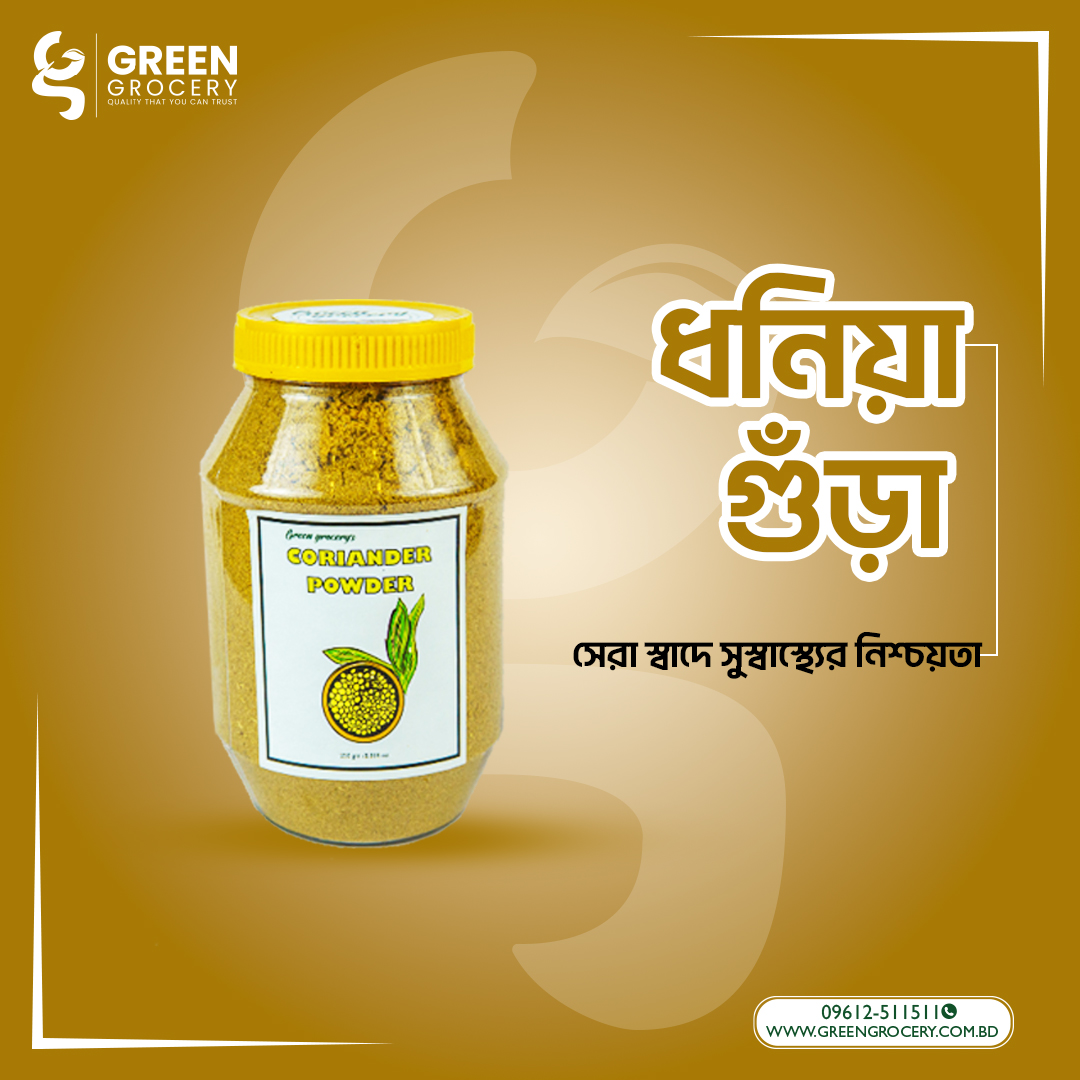 GREEN
GROCERY
QUALITY THAT YOU CAN TRUST
ধনিয়া
গুঁড়া
সেরা স্বাদে সুস্বাস্থ্যের নিশ্চয়তা
Green grocery's
CORIANDER
POWDER
09612-511511
WWW.GREENGROCERY.COM.BD